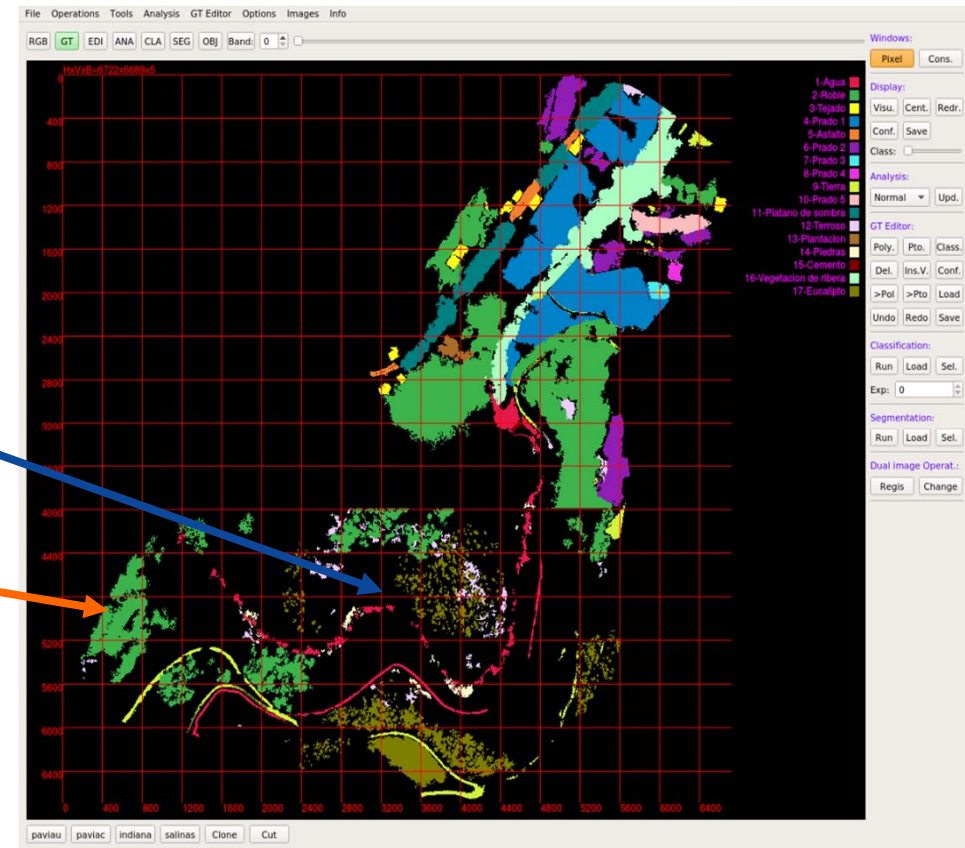 File Operations Tools Analysis GT Editor Options Images Info
RGB GT EDI ANA CLA SEG OBJ Band: 0
HxVxB=6722x6689x5
0
400
800
1200
1600
2000
2400
2800
3200
4000
4400
5200
5600
6000
6400
0 400 800 1200 1600 2000 2400 2800 3200 3600 4000 4400 4800 5200 5600 6000 6400
1-Agua
2-Roble
3-Tejado
4-Prado 1
5-Asfalto
6-Prado 2
7-Prado 3
8-Prado 4
9-Tierra
10-Prado 5
11-Platano de sombra
12-Terroso
13-Plantacion
14-Piedras
15-Cemento
16-Vegetacion de ribera
17-Eucalipto
Windows:
Pixel Cons.
Display:
Visu. Cent. Redr.
Conf. Save
Class:
Analysis:
Normal Upd.
GT Editor:
Poly. Pto. Class.
Del. Ins.V. Conf.
>Pol >Pto Load
Undo Redo Save
Classification:
Run Load Sel.
Exp: 0
Segmentation:
Run Load Sel.
Dual image Operat.:
Regis Change
paviau paviac indiana salinas Clone Cut